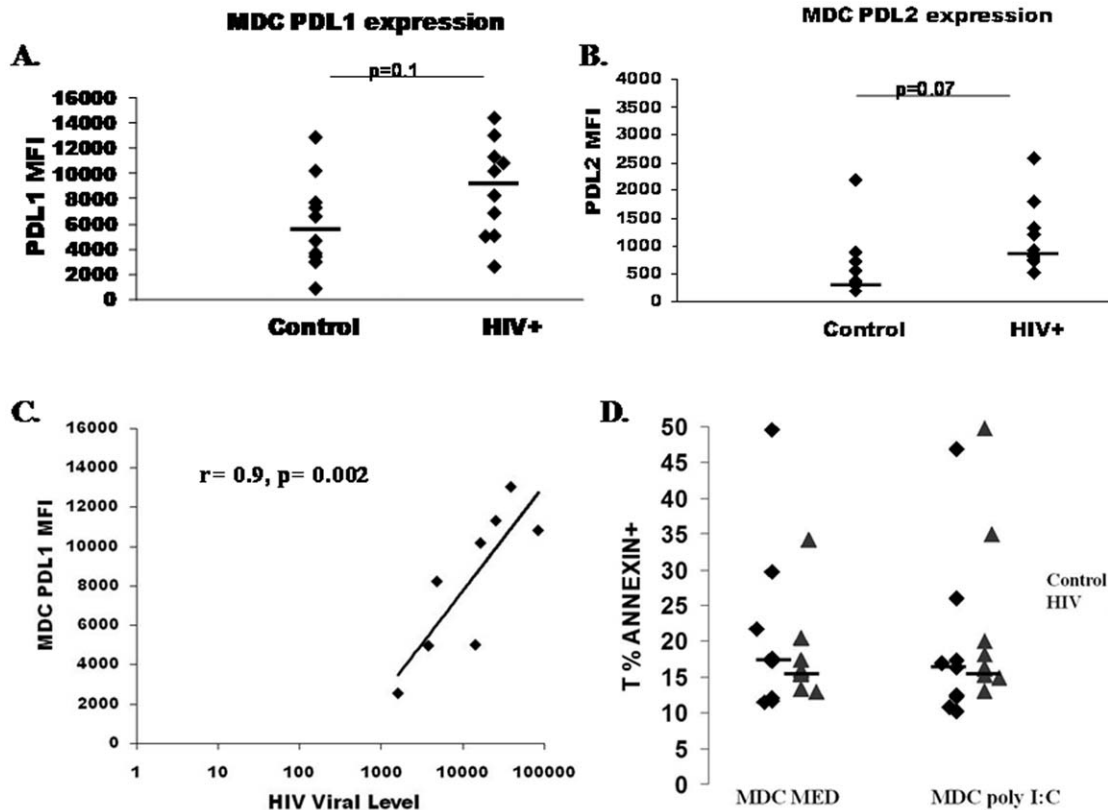 MDC PDL1 expression
A.
p=0.1
16000
14000
12000
10000
8000
6000
4000
2000
0
PDL1 MFI
Control HIV+
MDC PDL2 expression
B.
p=0.07
4000
3500
3000
2500
2000
1500
1000
500
0
PDL2 MFI
Control HIV+
C.
16000
14000
12000
10000
8000
6000
4000
2000
0
MDC PDL1 MFI
r= 0.9, p= 0.002
1 10 100 1000 10000 100000
HIV Viral Level
D.
50
45
40
35
30
25
20
15
10
5
0
T % ANNEXIN+
Control
HIV
MDC MED MDC poly I:C